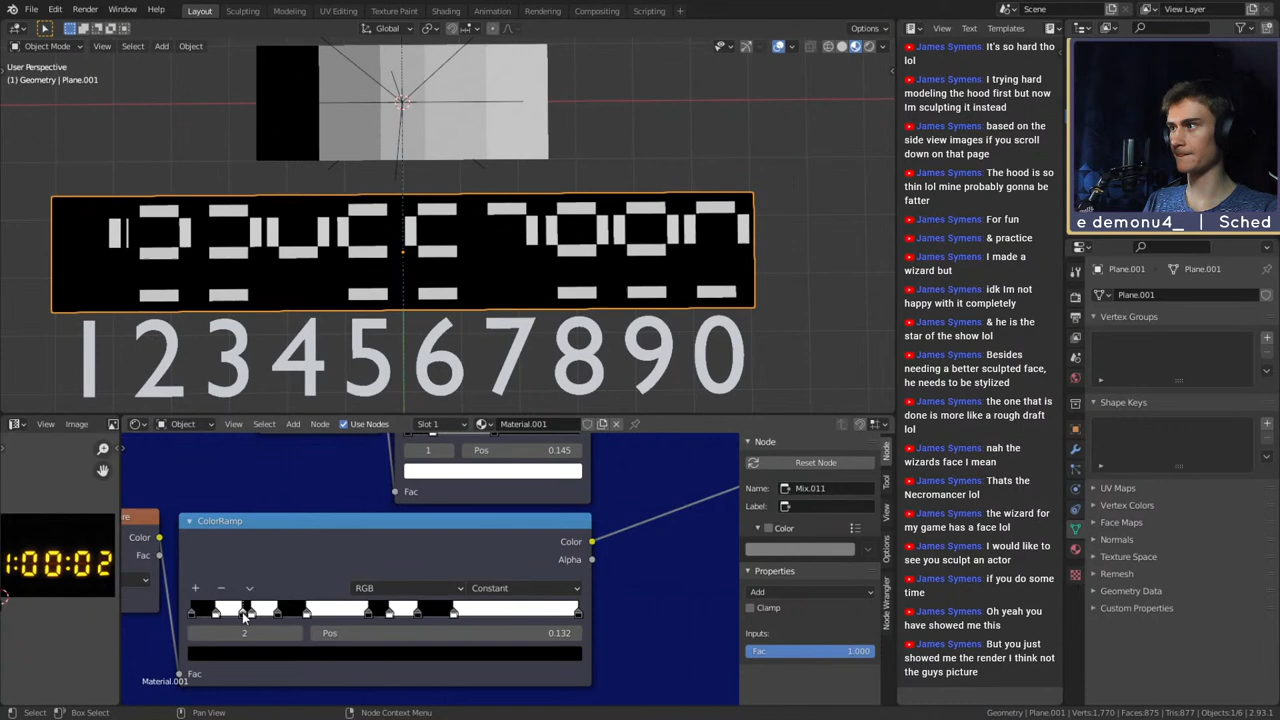 File Edit Render Window Help Layout Sculpting Modeling UV Editing Texture Paint Shading Animation Rendering Compositing Scripting Scene View Layer
Global Options
Object Mode View Select Add Object
User Perspective
(1) Geometry | Plane.001
1 2 3 4 5 6 7 8 9 0
View Image
1:00:02
Object View Select Add Node Use Nodes Slot 1 Material.001
1 Pos 0.145
Fac
ure
Color
Fac
ColorRamp
Color
Alpha
RGB Constant
2 Pos 0.132
Fac
Material.001
Node
Reset Node
Name: Mix.011
Label:
Color
Properties
Add
Clamp
Inputs:
Fac 1.000
Node
Tool
View
Options
Node Wrangler
View Text Templates
James Symens: It's so hard tho
lol
James Symens: I trying hard
modeling the hood first but now
Im sculpting it instead
James Symens: based on the
side view images if you scroll
down on that page
James Symens: The hood is so
thin lol mine probably gonna be
fatter
James Symens: For fun
James Symens: & practice
James Symens: I made a
wizard but
James Symens: idk Im not
happy with it completely
James Symens: & he is the
star of the show lol
James Symens: Besides
needing a better sculpted face,
he needs to be stylized
James Symens: the one that is
done is more like a rough draft
lol
James Symens: nah the
wizards face I mean
James Symens: Thats the
Necromancer lol
James Symens: the wizard for
my game has a face lol
James Symens: I would like to
see you sculpt an actor
James Symens: if you do some
time
James Symens: Oh yeah you
have showed me this
James Symens: But you just
showed me the render I think not
the guys picture
e demonu4_ | Sched
Plane.001 Plane.001
Plane.001
Vertex Groups
Shape Keys
UV Maps
Vertex Colors
Face Maps
Normals
Texture Space
Remesh
Geometry Data
Custom Properties
Select Box Select Pan View Node Context Menu Geometry | Plane.001 | Verts:1,770 | Faces:875 | Tris:877 | Objects:1/6 | 2.93.1